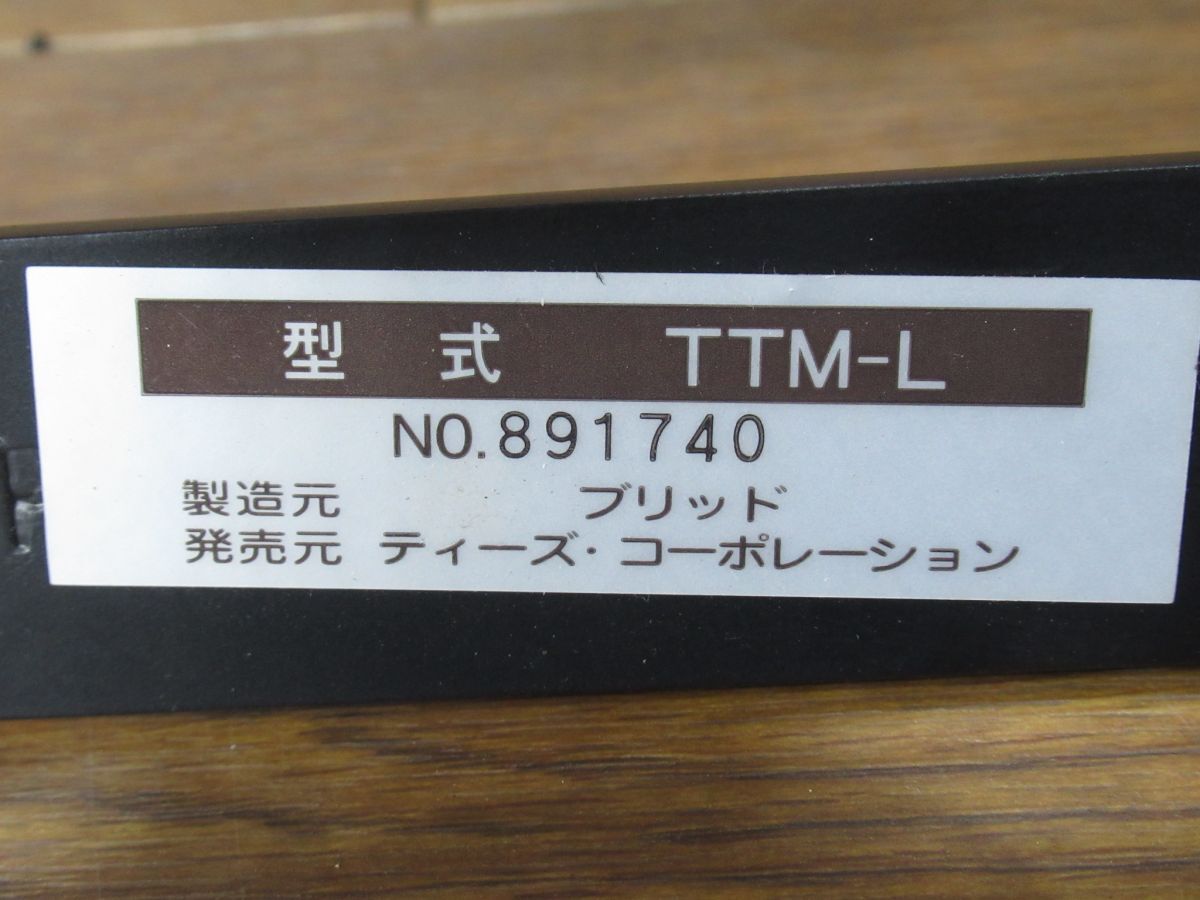 型式 TTM-L
NO.891740
製造元 ブリッド
発売元 ティーズ・コーポレーション